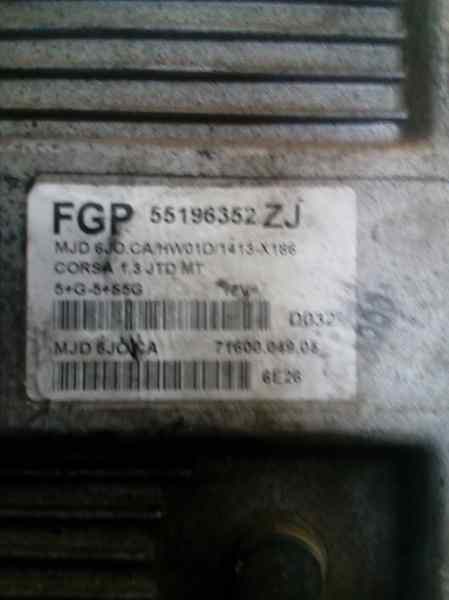 FGP 55196352 ZJ
MJD 6JO.CA/HW01D/1413-X186
CORSA 1.3 JTD MT
5+G-5+S5G
D032
MJD 6JO.CA 71600.049.04
6E26